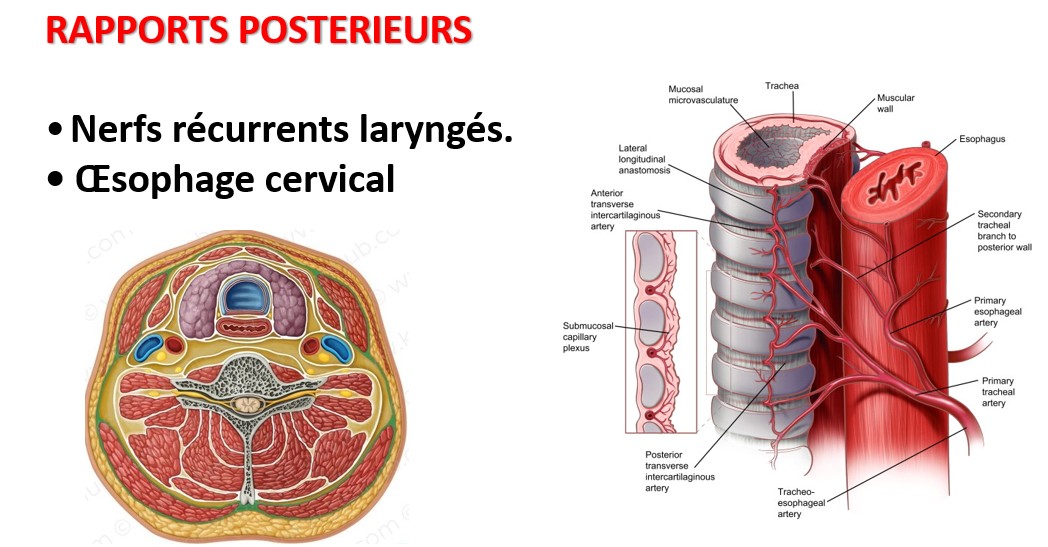 RAPPORTS POSTERIEURS
• Nerfs récurrents laryngés.
• Œsophage cervical
Mucosal
microvasculature
Trachea
Muscular
wall
Esophagus
Lateral
longitudinal
anastomosis
Anterior
transverse
intercartilaginous
artery
Secondary
tracheal
branch to
posterior wall
Submucosal
capillary
plexus
Primary
esophageal
artery
Primary
tracheal
artery
Posterior
transverse
intercartilaginous
artery
Tracheo-
esophageal
artery